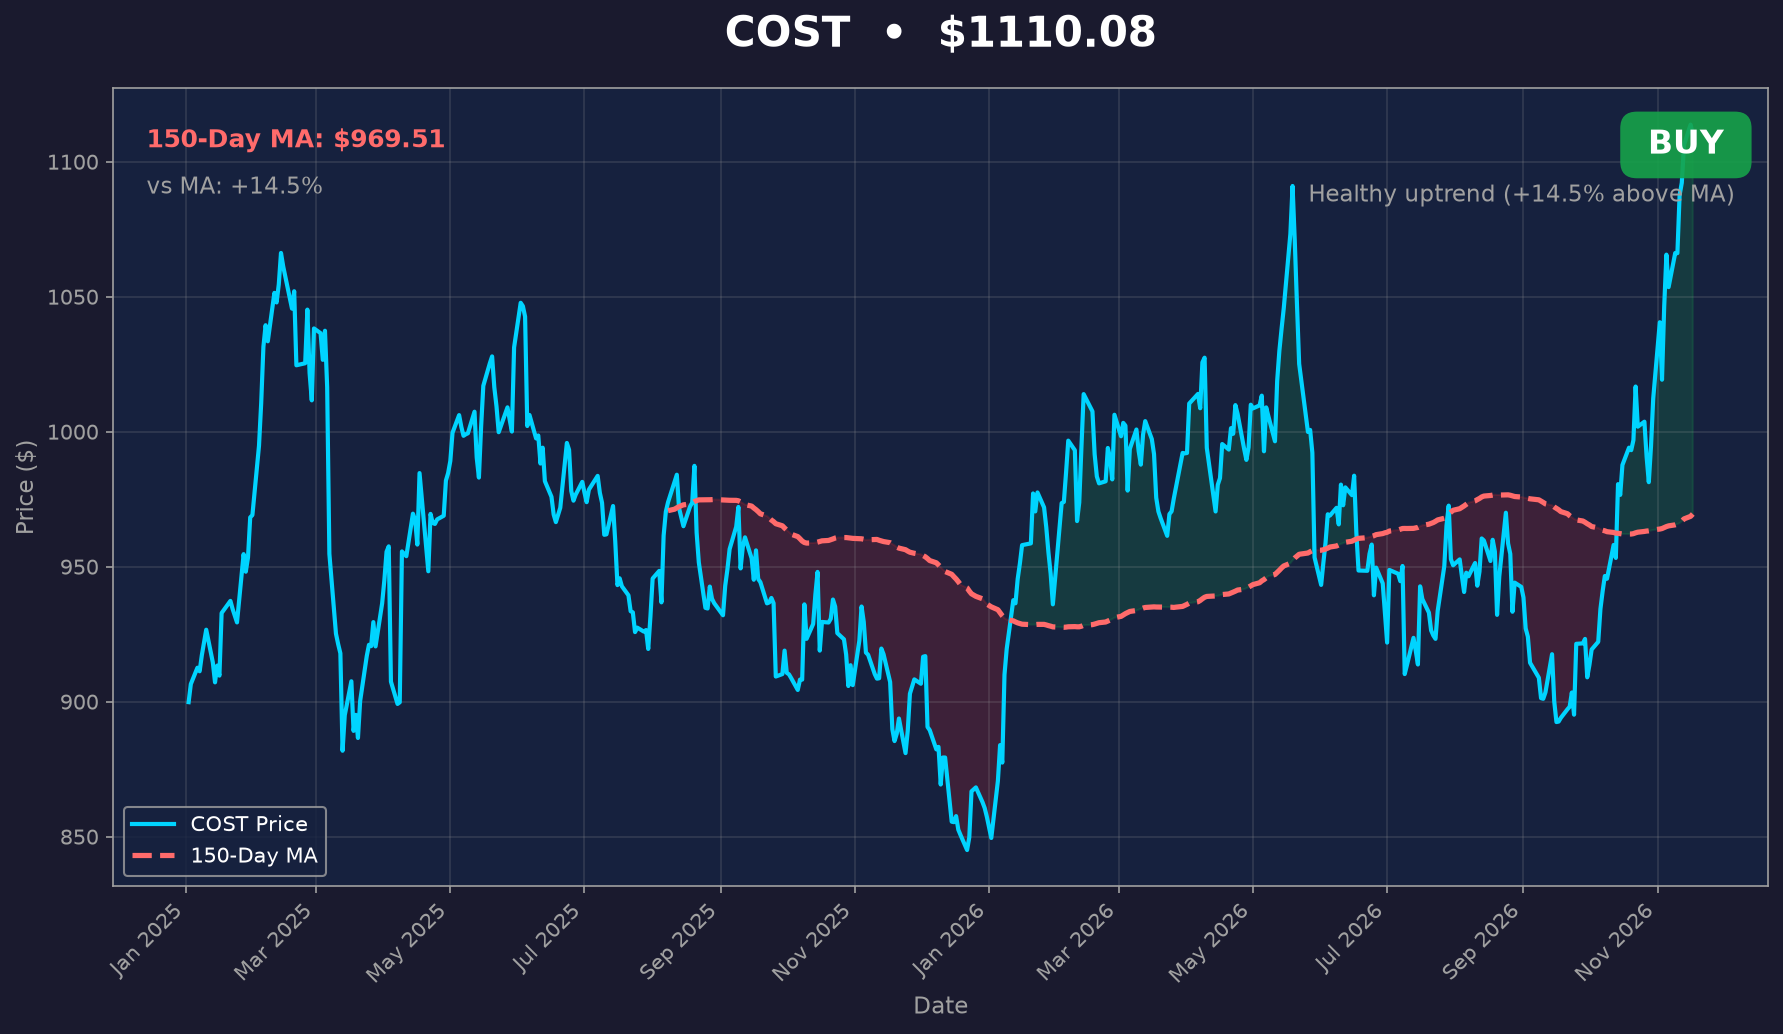 COST • $1110.08
150-Day MA: $969.51
vs MA: +14.5%
BUY
Healthy uptrend (+14.5% above MA)
Price ($)
1100
1050
1000
950
900
850
COST Price
150-Day MA
Jan 2025
Mar 2025
May 2025
Jul 2025
Sep 2025
Nov 2025
Jan 2026
Mar 2026
May 2026
Jul 2026
Sep 2026
Nov 2026
Date